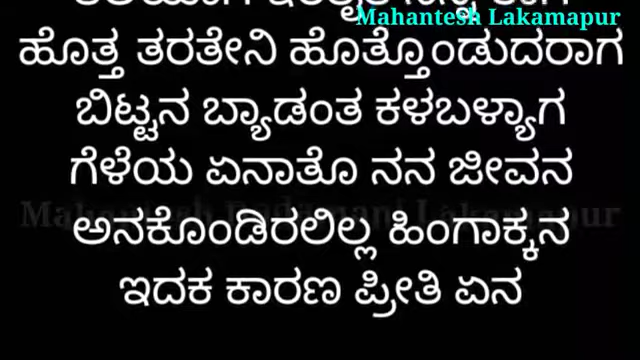 Mahantesh Lakamapur
ಹೊತ್ತ ತರತೇನಿ ಹೊತ್ತೊಂಡುದರಾಗ
ಬಿಟ್ಟನ ಬ್ಯಾಡಂತ ಕಳಬಳ್ಯಾಗ
ಗೆಳೆಯ ಏನಾತೊ ನನ ಜೀವನ
ಅನಕೊಂಡಿರಲಿಲ್ಲ ಹಿಂಗಾಕ್ಕನ
ಇದಕ ಕಾರಣ ಪ್ರೀತಿ ಏನ